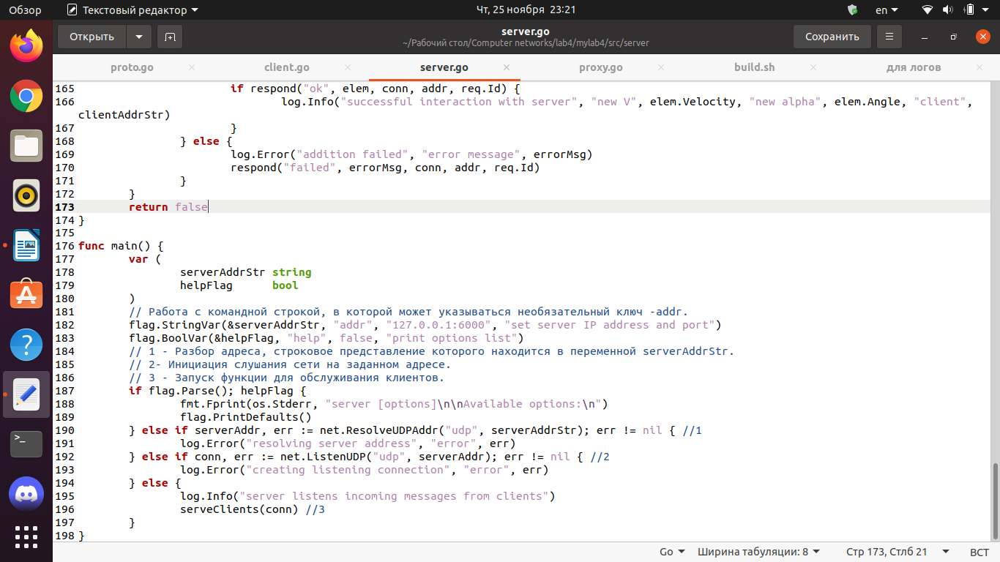 Обзор Текстовый редактор Чт, 25 ноября 23:21 en
Открыть server.go Сохранить
~/Рабочий стол/Computer networks/lab4/mylab4/src/server
proto.go client.go server.go proxy.go build.sh для логов
165 if respond("ok", elem, conn, addr, req.Id) {
166 log.Info("successful interaction with server", "new V", elem.Velocity, "new alpha", elem.Angle, "client",
clientAddrStr)
167 }
168 } else {
169 log.Error("addition failed", "error message", errorMsg)
170 respond("failed", errorMsg, conn, addr, req.Id)
171 }
172 }
173 return false
174 }
175
176 func main() {
177 var (
178 serverAddrStr string
179 helpFlag bool
180 )
181 // Работа с командной строкой, в которой может указываться необязательный ключ -addr.
182 flag.StringVar(&serverAddrStr, "addr", "127.0.0.1:6000", "set server IP address and port")
183 flag.BoolVar(&helpFlag, "help", false, "print options list")
184 // 1 - Разбор адреса, строковое представление которого находится в переменной serverAddrStr.
185 // 2- Инициация слушания сети на заданном адресе.
186 // 3 - Запуск функции для обслуживания клиентов.
187 if flag.Parse(); helpFlag {
188 fmt.Fprint(os.Stderr, "server [options]\n\nAvailable options:\n")
189 flag.PrintDefaults()
190 } else if serverAddr, err := net.ResolveUDPAddr("udp", serverAddrStr); err != nil { //1
191 log.Error("resolving server address", "error", err)
192 } else if conn, err := net.ListenUDP("udp", serverAddr); err != nil { //2
193 log.Error("creating listening connection", "error", err)
194 } else {
195 log.Info("server listens incoming messages from clients")
196 serveClients(conn) //3
197 }
198 }
Go Ширина табуляции: 8 Стр 173, Стлб 21 ВСТ